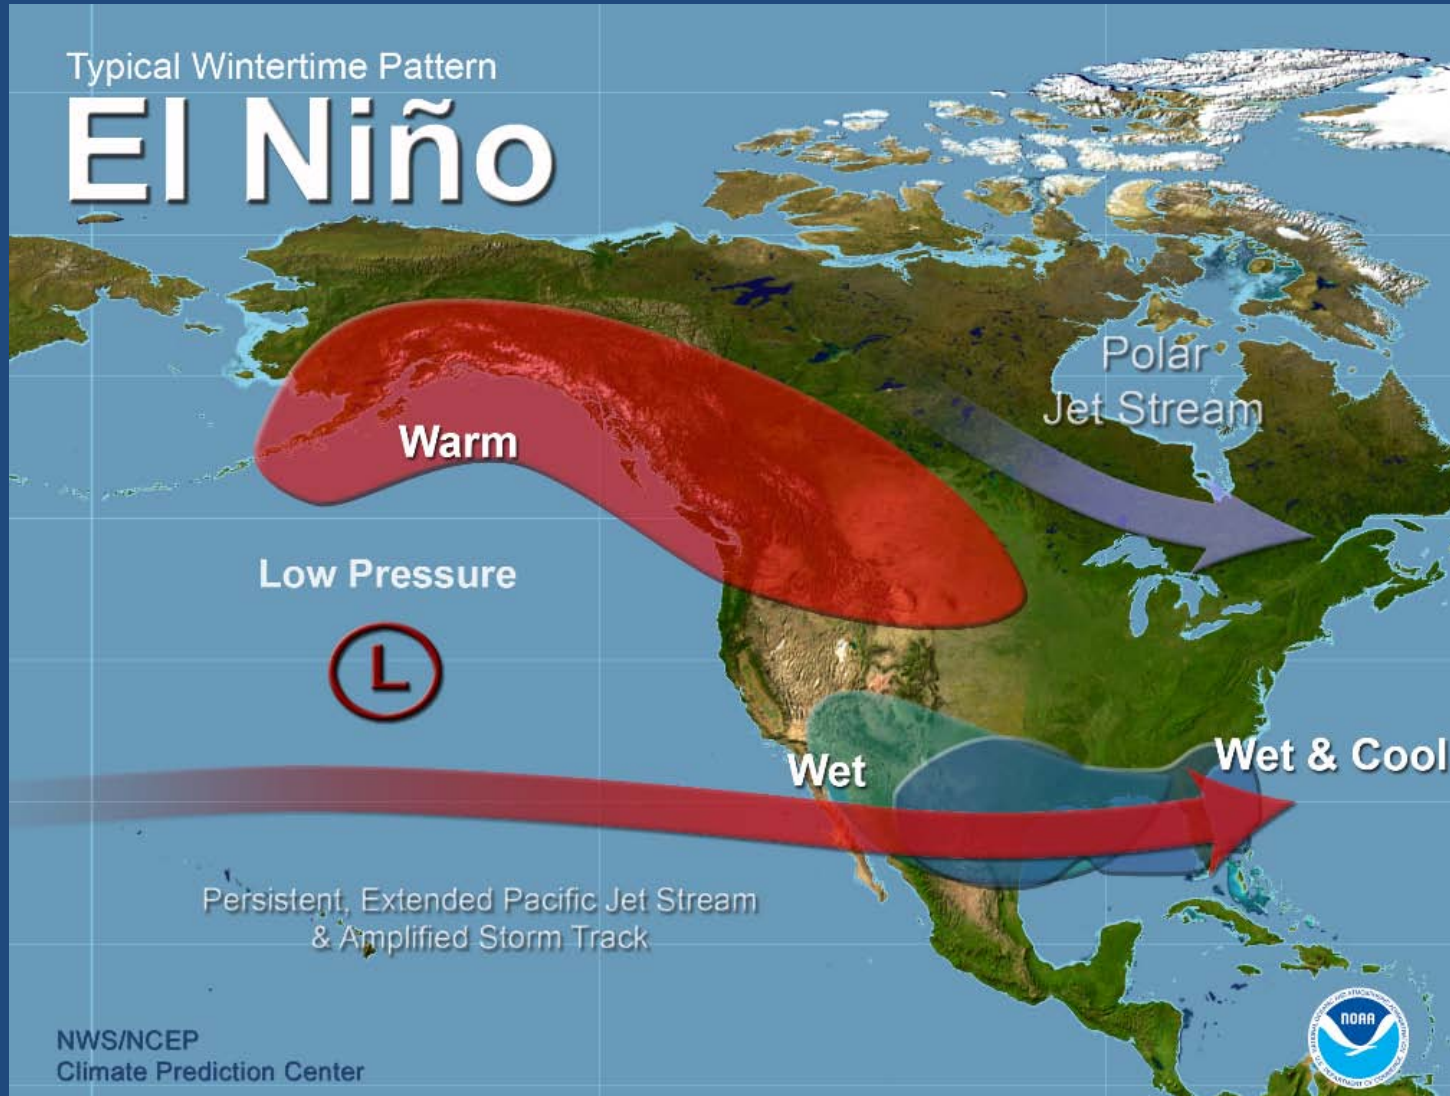 Typical Wintertime Pattern
El Niño
Polar
Jet Stream
Warm
Low Pressure
L
Wet
Wet & Cool
Persistent, Extended Pacific Jet Stream
& Amplified Storm Track
NWS/NCEP
Climate Prediction Center
NOAA